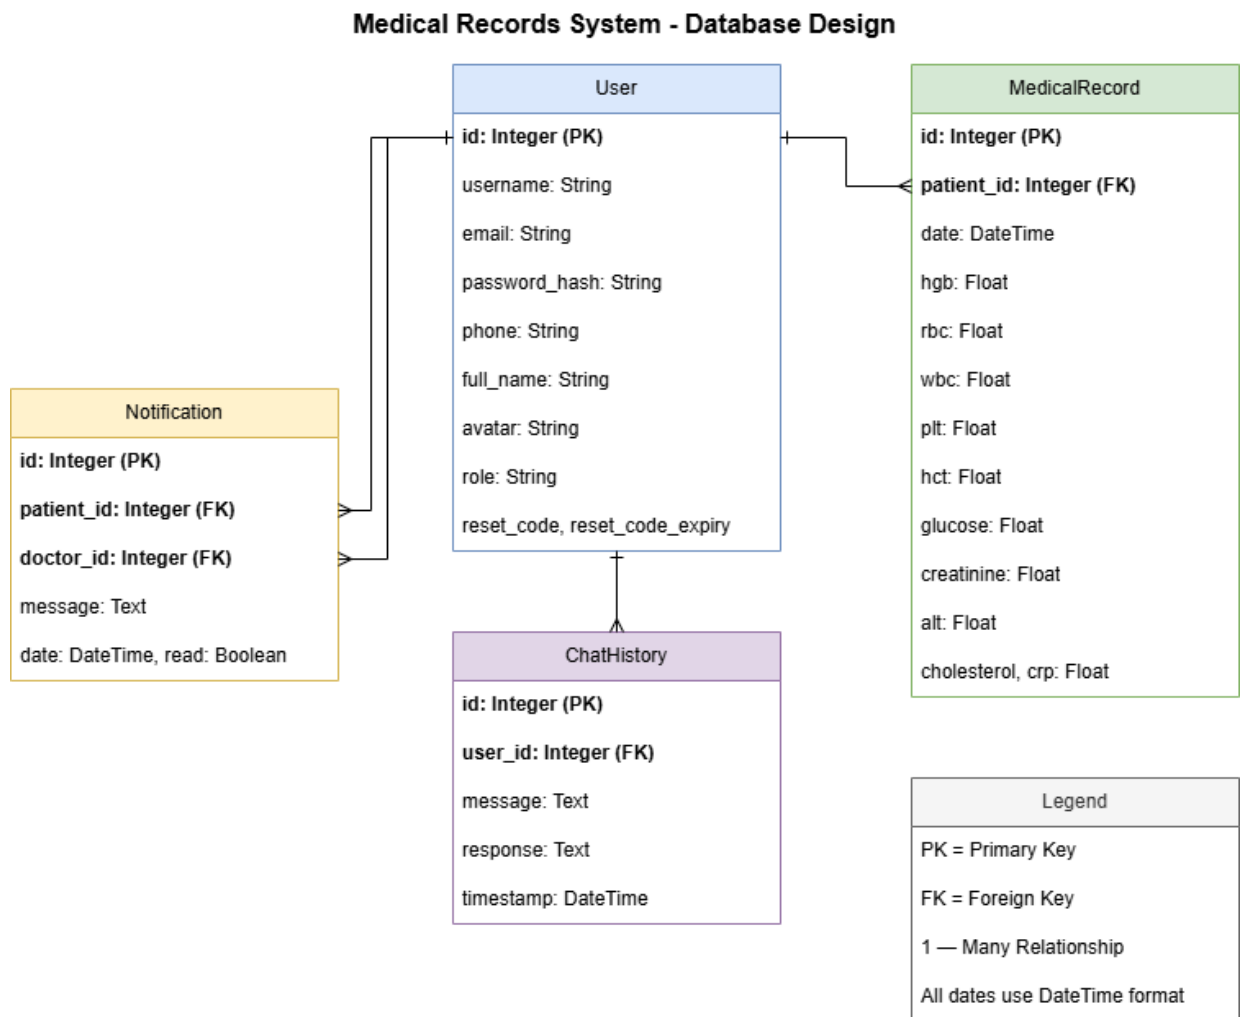 Medical Records System - Database Design
User
id: Integer (PK)
username: String
email: String
password_hash: String
phone: String
full_name: String
avatar: String
role: String
reset_code, reset_code_expiry
MedicalRecord
id: Integer (PK)
patient_id: Integer (FK)
date: DateTime
hgb: Float
rbc: Float
wbc: Float
plt: Float
hct: Float
glucose: Float
creatinine: Float
alt: Float
cholesterol, crp: Float
Notification
id: Integer (PK)
patient_id: Integer (FK)
doctor_id: Integer (FK)
message: Text
date: DateTime, read: Boolean
ChatHistory
id: Integer (PK)
user_id: Integer (FK)
message: Text
response: Text
timestamp: DateTime
Legend
PK = Primary Key
FK = Foreign Key
1 — Many Relationship
All dates use DateTime format